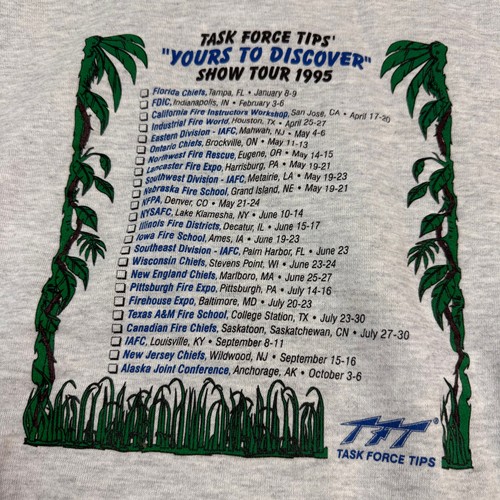 TASK FORCE TIPS'
"YOURS TO DISCOVER"
SHOW TOUR 1995
Florida Chiefs, Tampa, FL • January 8-9
FDIC, Indianapolis, IN • February 3-6
California Fire Instructors Workshop, San José, CA • April 17-20
Industrial Fire World, Houston, TX • April 25-27
Eastern Division - IAFC, Mahwah, NJ • May 4-6
Ontario Chiefs, Brockville, ON • May 11-13
Northwest Fire Rescue, Eugene, OR • May 14-15
Lancaster Fire Expo, Harrisburg, PA • May 19-21
Southwest Division - IAFC, Metairie, LA • May 19-23
Nebraska Fire School, Grand Island, NE • May 19-21
NFPA, Denver, CO • May 21-24
NYSAFC, Lake Klamesha, NY • June 10-14
Illinois Fire Districts, Decatur, IL • June 15-17
Iowa Fire School, Ames, IA • June 19-23
Southeast Division - IAFC, Palm Harbor, FL • June 23
Wisconsin Chiefs, Stevens Point, WI • June 23-24
New England Chiefs, Marlboro, MA • June 25-27
Pittsburgh Fire Expo, Pittsburgh, PA • July 14-16
Firehouse Expo, Baltimore, MD • July 20-23
Texas A&M Fire School, College Station, TX • July 23-30
Canadian Fire Chiefs, Saskatoon, Saskatchewan, CN • July 27-30
IAFC, Louisville, KY • September 8-11
New Jersey Chiefs, Wildwood, NJ • September 15-16
Alaska Joint Conference, Anchorage, AK • October 3-6
TFT®
TASK FORCE TIPS